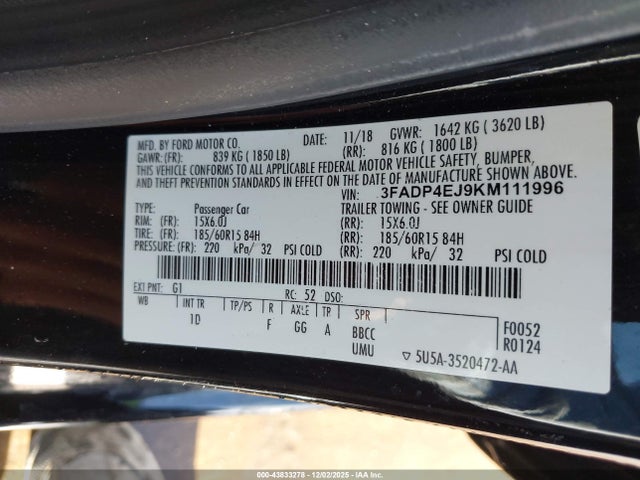 MFD. BY FORD MOTOR CO. DATE: 11/18 GVWR: 1642 KG ( 3620 LB)
GAWR: (FR): 839 KG ( 1850 LB) (RR): 816 KG ( 1800 LB)
THIS VEHICLE CONFORMS TO ALL APPLICABLE FEDERAL MOTOR VEHICLE SAFETY, BUMPER,
AND THEFT PREVENTION STANDARDS IN EFFECT ON THE DATE OF MANUFACTURE SHOWN ABOVE.
VIN: 3FADP4EJ9KM111996
TYPE: Passenger Car TRAILER TOWING - SEE OWNER GUIDE
RIM: (FR): 15X6.0J (RR): 15X6.0J
TIRE: (FR): 185/60R15 84H (RR): 185/60R15 84H
PRESSURE: (FR): 220 kPa/ 32 PSI COLD (RR): 220 kPa/ 32 PSI COLD
EXT PNT: G1 RC: 52 DSO:
WB INT TR TP/PS R AXLE TR SPR
1D F GG A BBCC F0052
UMU R0124
▽ 5U5A-3520472-AA
000-43833278 - 12/02/2025 - IAA Inc.